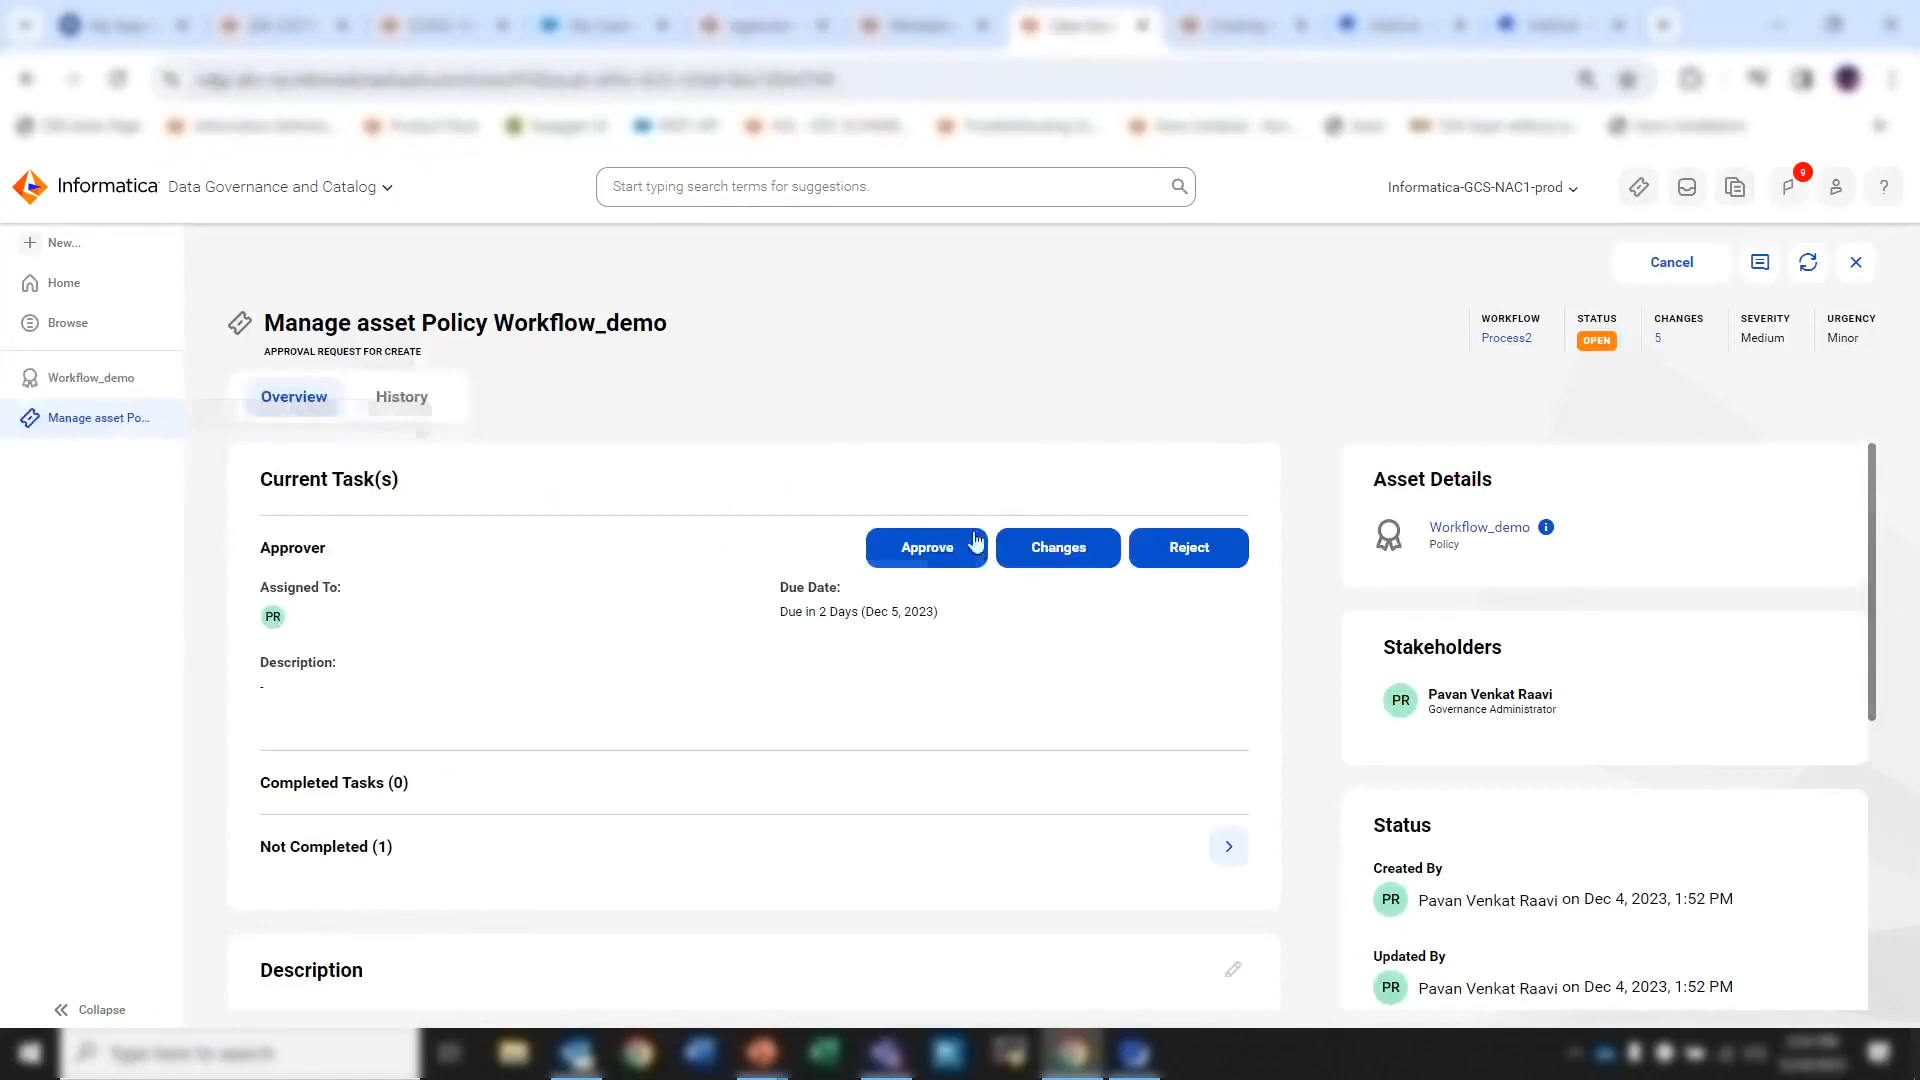 Informatica Data Governance and Catalog
Start typing search terms for suggestions.
Informatica-GCS-NAC1-prod
9
?
New...
Home
Browse
Workflow_demo
Manage asset Po...
Collapse
Cancel
Manage asset Policy Workflow_demo
APPROVAL REQUEST FOR CREATE
WORKFLOW
Process2
STATUS
OPEN
CHANGES
5
SEVERITY
Medium
URGENCY
Minor
Overview
History
Current Task(s)
Approver
Approve
Changes
Reject
Assigned To:
PR
Due Date:
Due in 2 Days (Dec 5, 2023)
Description:
-
Completed Tasks (0)
Not Completed (1)
Description
Asset Details
Workflow_demo
Policy
Stakeholders
PR
Pavan Venkat Raavi
Governance Administrator
Status
Created By
PR Pavan Venkat Raavi on Dec 4, 2023, 1:52 PM
Updated By
PR Pavan Venkat Raavi on Dec 4, 2023, 1:52 PM
Type here to search